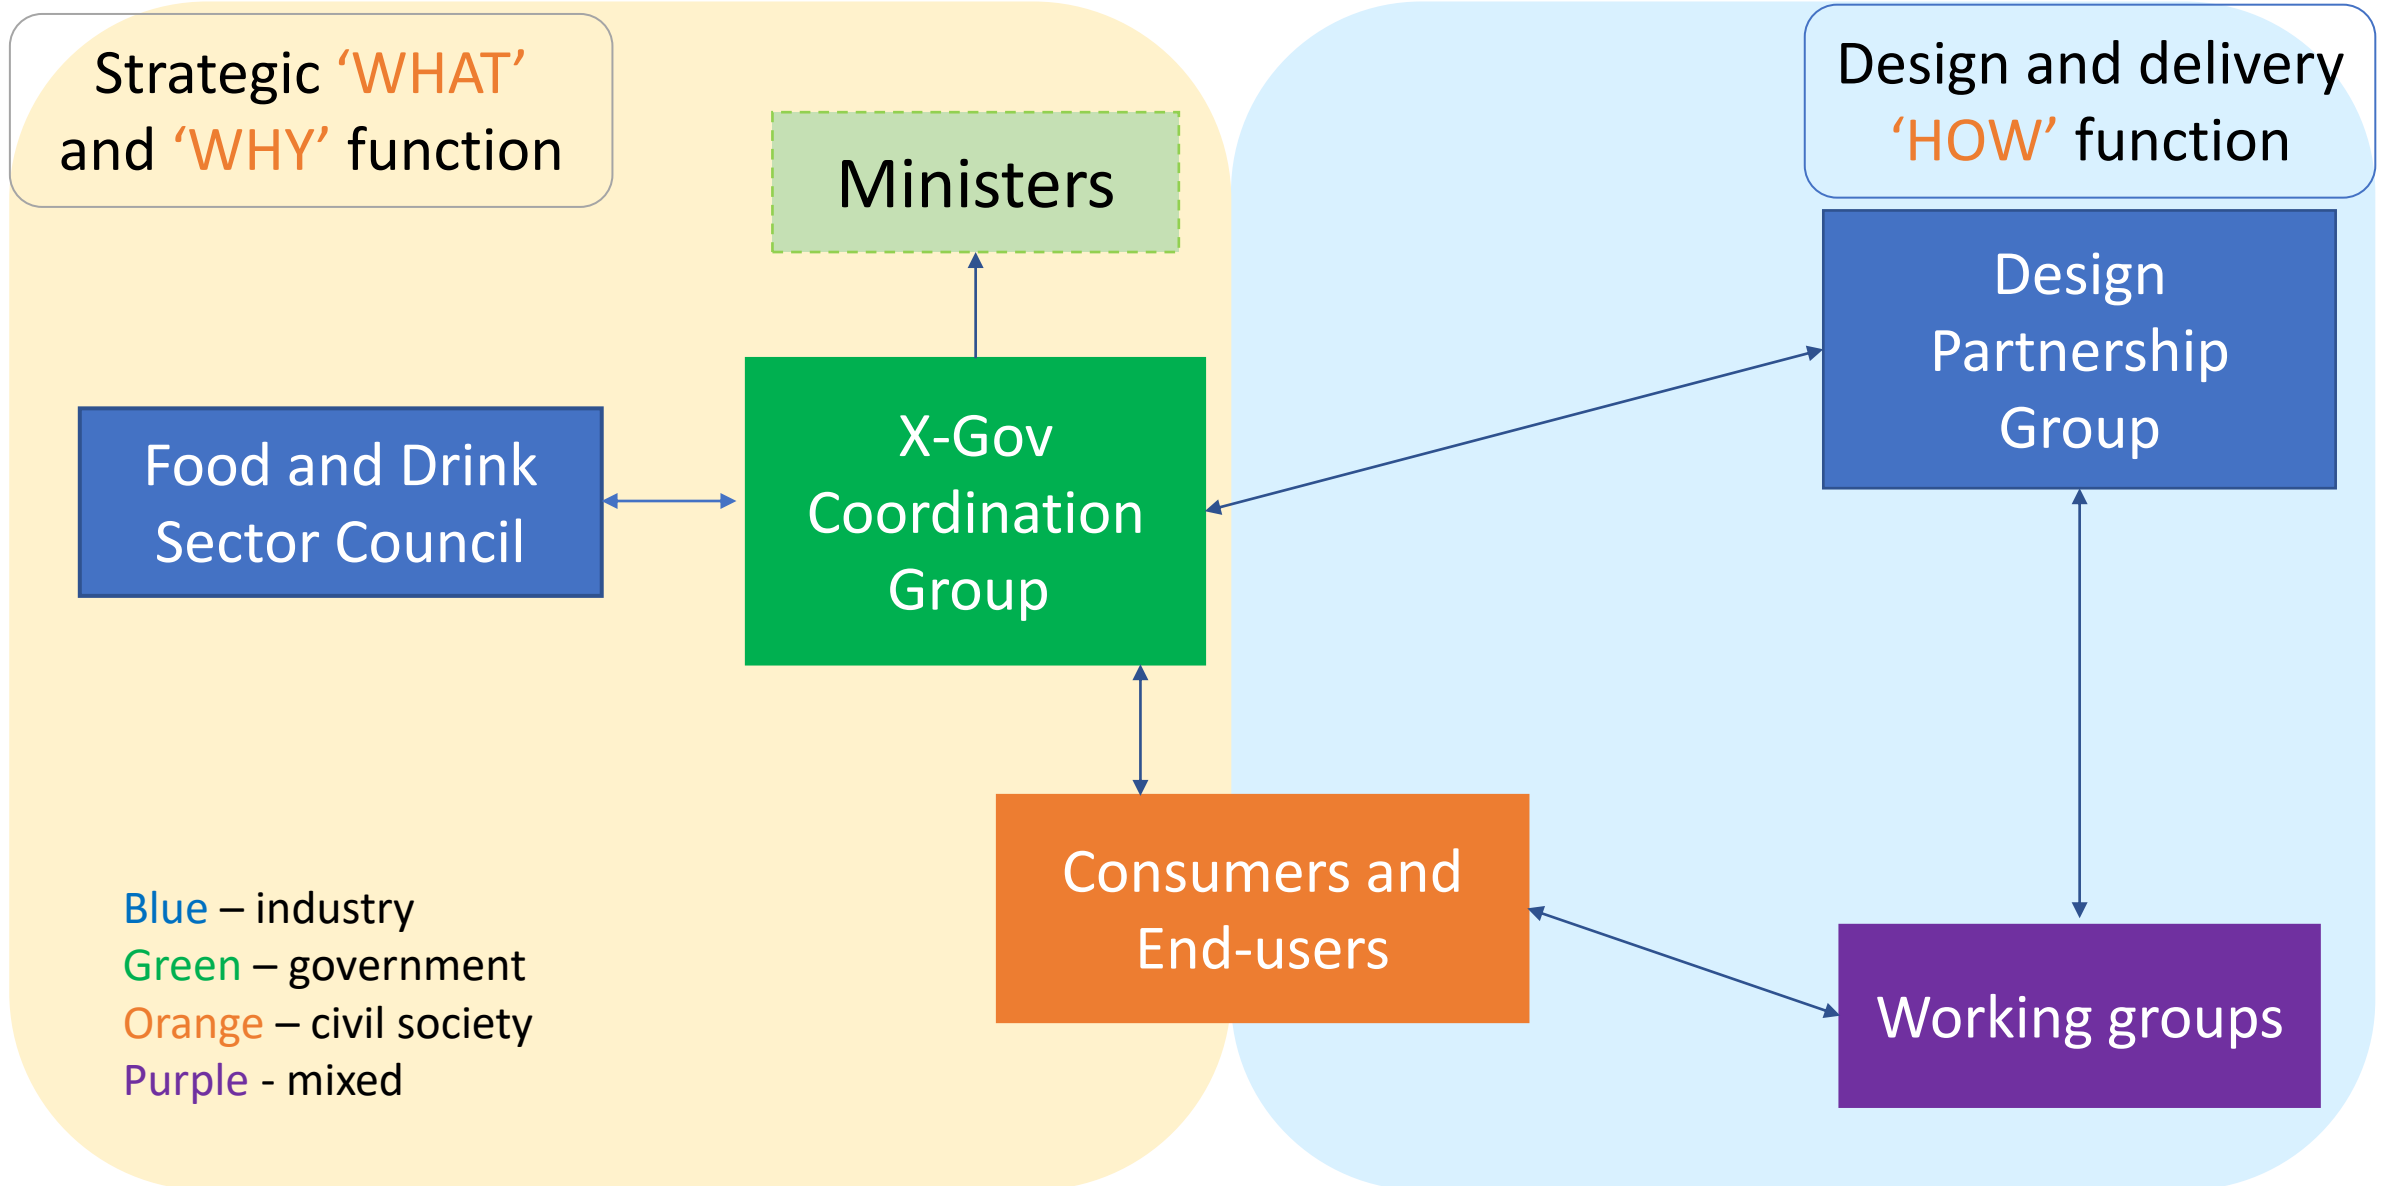 Strategic ‘WHAT’
and ‘WHY’ function
Design and delivery
‘HOW’ function
Ministers
Design
Partnership
Group
X-Gov
Coordination
Group
Food and Drink
Sector Council
Consumers and
End-users
Working groups
Blue – industry
Green – government
Orange – civil society
Purple - mixed